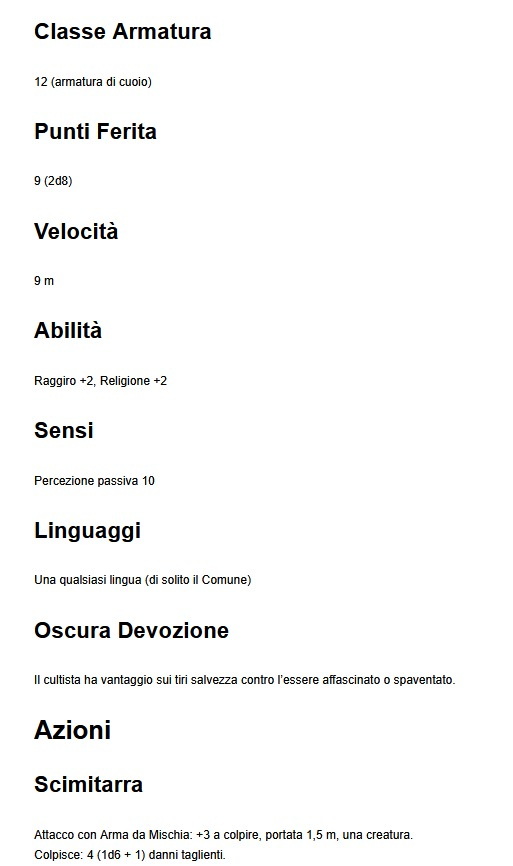 Classe Armatura
12 (armatura di cuoio)
Punti Ferita
9 (2d8)
Velocità
9 m
Abilità
Raggiro +2, Religione +2
Sensi
Percezione passiva 10
Linguaggi
Una qualsiasi lingua (di solito il Comune)
Oscura Devozione
Il cultista ha vantaggio sui tiri salvezza contro l’essere affascinato o spaventato.
Azioni
Scimitarra
Attacco con Arma da Mischia: +3 a colpire, portata 1,5 m, una creatura.
Colpisce: 4 (1d6 + 1) danni taglienti.